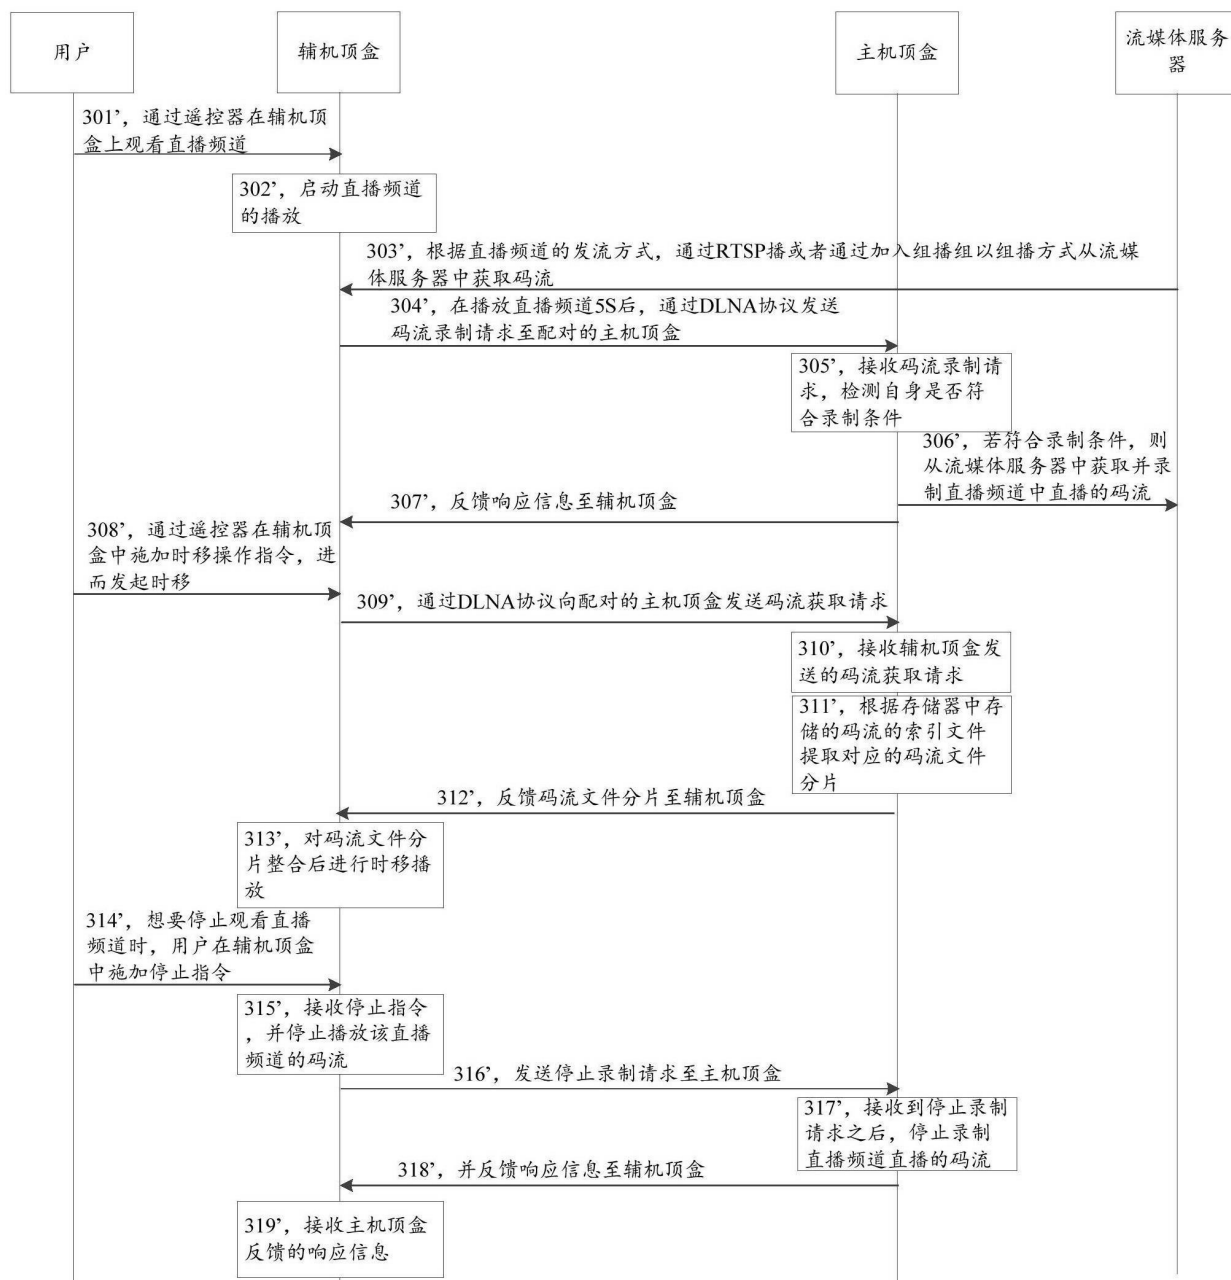 用户
辅机顶盒
主机顶盒
流媒体服务
器
301’，通过遥控器在辅机顶
盒上观看直播频道
302’，启动直播频道
的播放
303’，根据直播频道的发流方式，通过RTSP播或者通过加入组播组以组播方式从流媒
体服务器中获取码流
304’，在播放直播频道5S后，通过DLNA协议发送
码流录制请求至配对的主机顶盒
305’，接收码流录制请
求，检测自身是否符
合录制条件
306’，若符合录制条件，则
从流媒体服务器中获取并录
制直播频道中直播的码流
307’，反馈响应信息至辅机顶盒
308’，通过遥控器在辅机顶
盒中施加时移操作指令，进
而发起时移
309’，通过DLNA协议向配对的主机顶盒发送码流获取请求
310’，接收辅机顶盒发
送的码流获取请求
311’，根据存储器中存
储的码流的索引文件
提取对应的码流文件
分片
312’，反馈码流文件分片至辅机顶盒
313’，对码流文件分
片整合后进行时移播
放
314’，想要停止观看直播
频道时，用户在辅机顶盒
中施加停止指令
315’，接收停止指令
，并停止播放该直播
频道的码流
316’，发送停止录制请求至主机顶盒
317’，接收到停止录制
请求之后，停止录制
直播频道直播的码流
318’，并反馈响应信息至辅机顶盒
319’，接收主机顶盒
反馈的响应信息